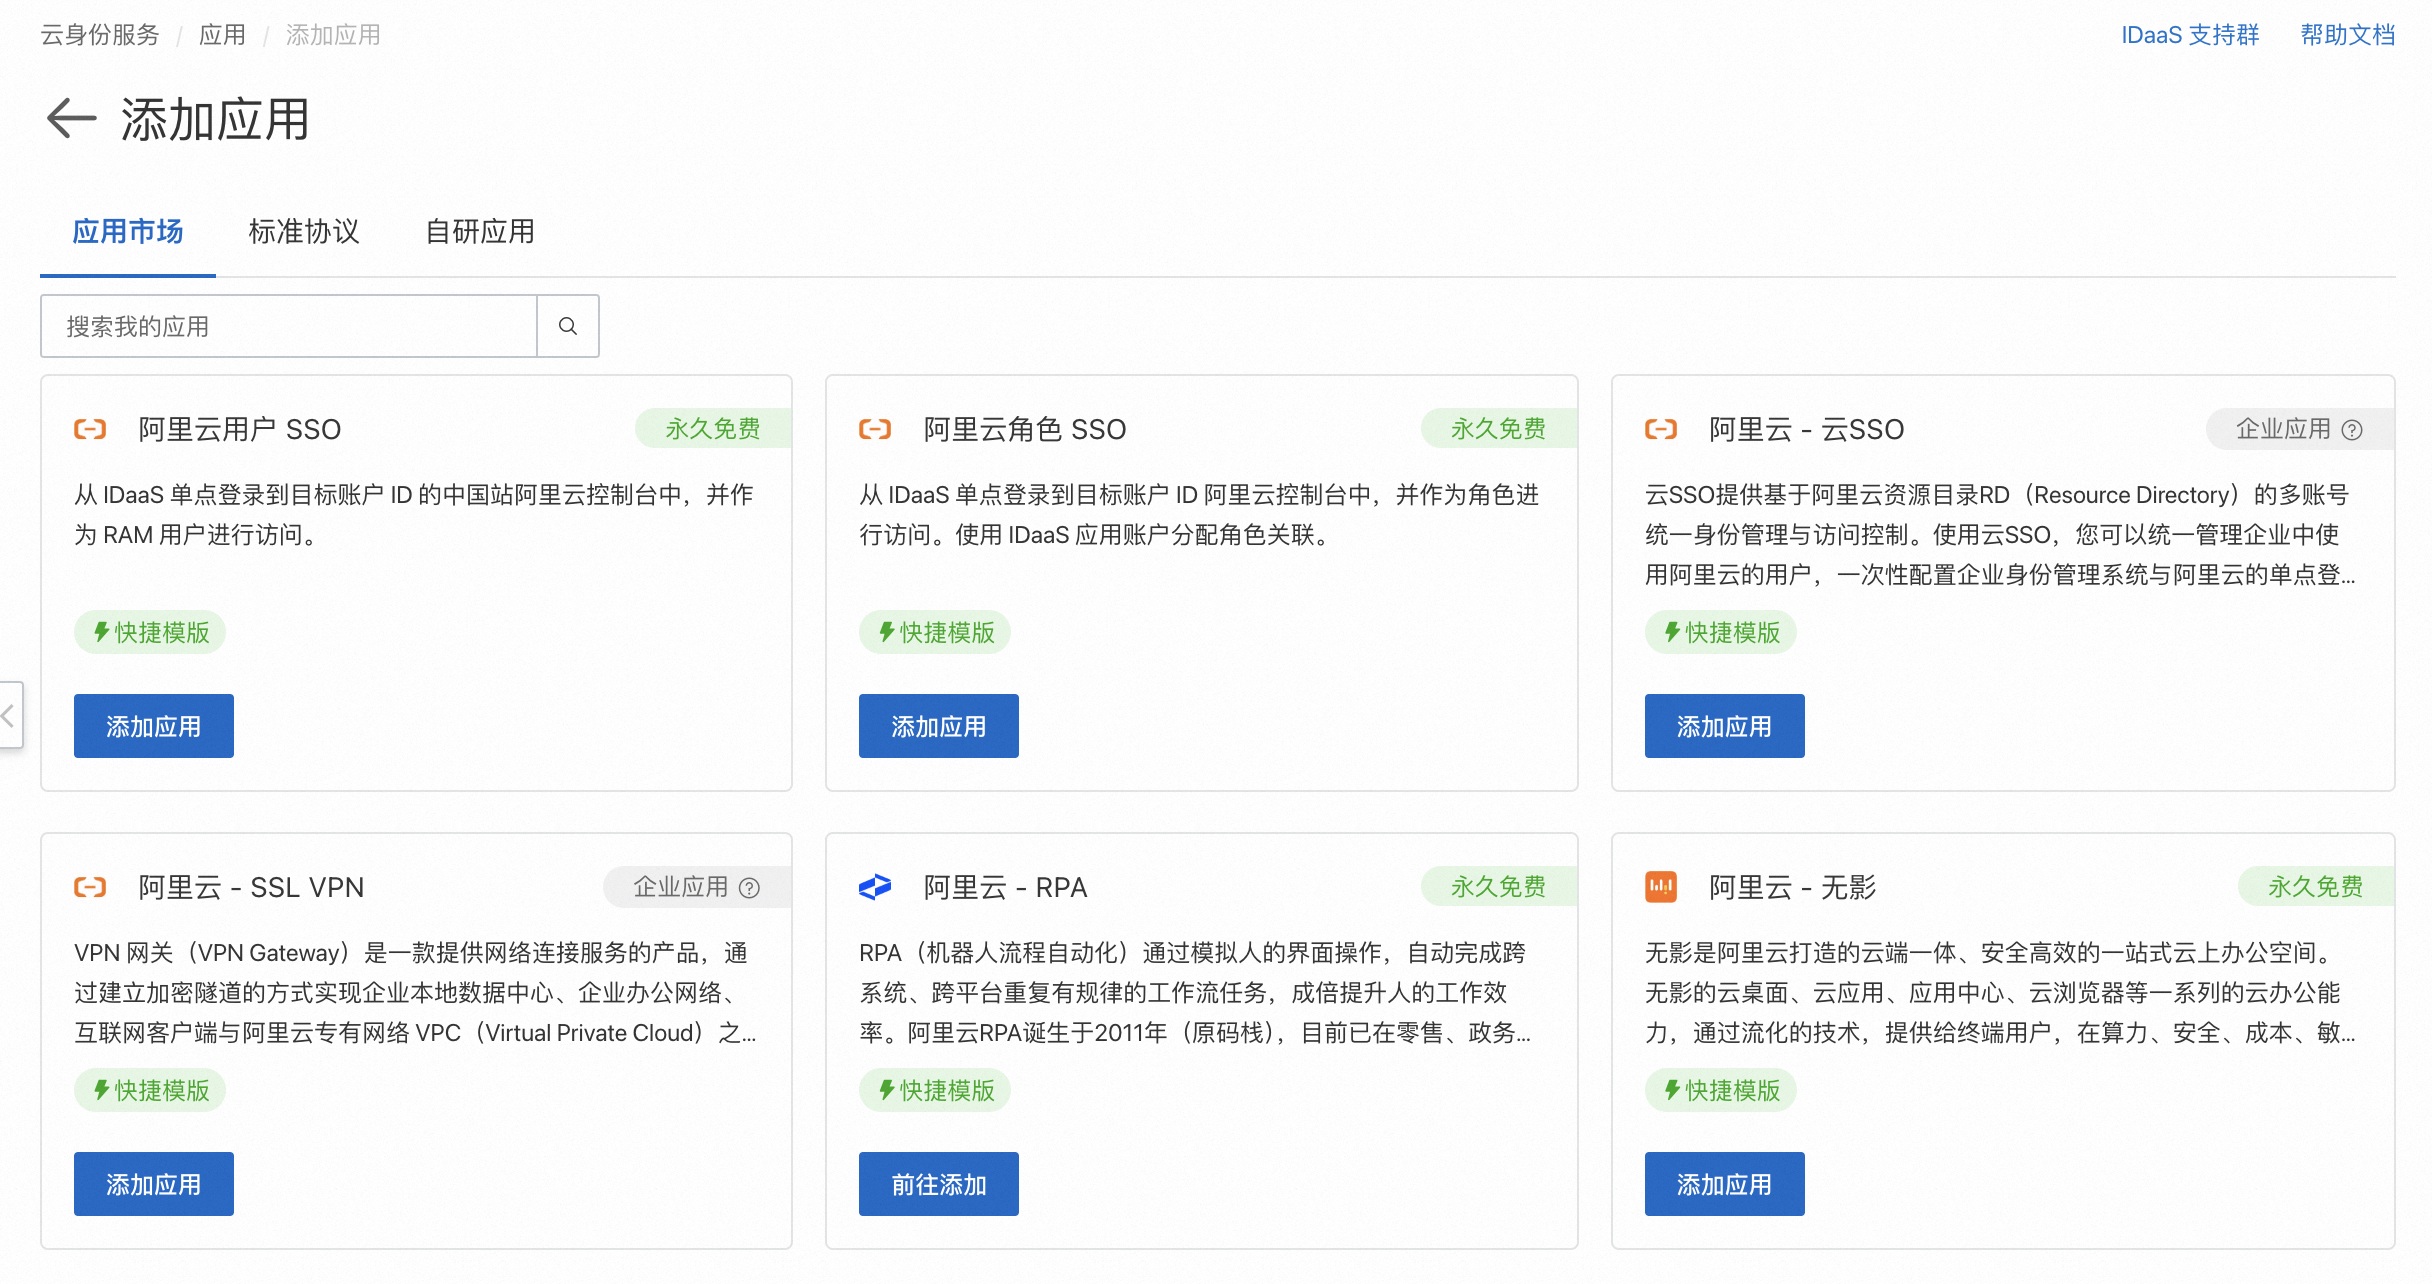 云身份服务 / 应用 / 添加应用
IDaaS 支持群
帮助文档
添加应用
应用市场
标准协议
自研应用
搜索我的应用
阿里云用户 SSO
永久免费
从 IDaaS 单点登录到目标账户 ID 的中国站阿里云控制台中，并作
为 RAM 用户进行访问。
快捷模版
添加应用
阿里云角色 SSO
永久免费
从 IDaaS 单点登录到目标账户 ID 阿里云控制台中，并作为角色进
行访问。使用 IDaaS 应用账户分配角色关联。
快捷模版
添加应用
阿里云 - 云SSO
企业应用
云SSO提供基于阿里云资源目录RD（Resource Directory）的多账号
统一身份管理与访问控制。使用云SSO，您可以统一管理企业中使
用阿里云的用户，一次性配置企业身份管理系统与阿里云的单点登...
快捷模版
添加应用
阿里云 - SSL VPN
企业应用
VPN 网关（VPN Gateway）是一款提供网络连接服务的产品，通
过建立加密隧道的方式实现企业本地数据中心、企业办公网络、
互联网客户端与阿里云专有网络 VPC（Virtual Private Cloud）之...
快捷模版
添加应用
阿里云 - RPA
永久免费
RPA（机器人流程自动化）通过模拟人的界面操作，自动完成跨
系统、跨平台重复有规律的工作流任务，成倍提升人的工作效
率。阿里云RPA诞生于2011年（原码栈），目前已在零售、政务...
快捷模版
前往添加
阿里云 - 无影
永久免费
无影是阿里云打造的云端一体、安全高效的一站式云上办公空间。
无影的云桌面、云应用、应用中心、云浏览器等一系列的云办公能
力，通过流化的技术，提供给终端用户，在算力、安全、成本、敏...
快捷模版
添加应用